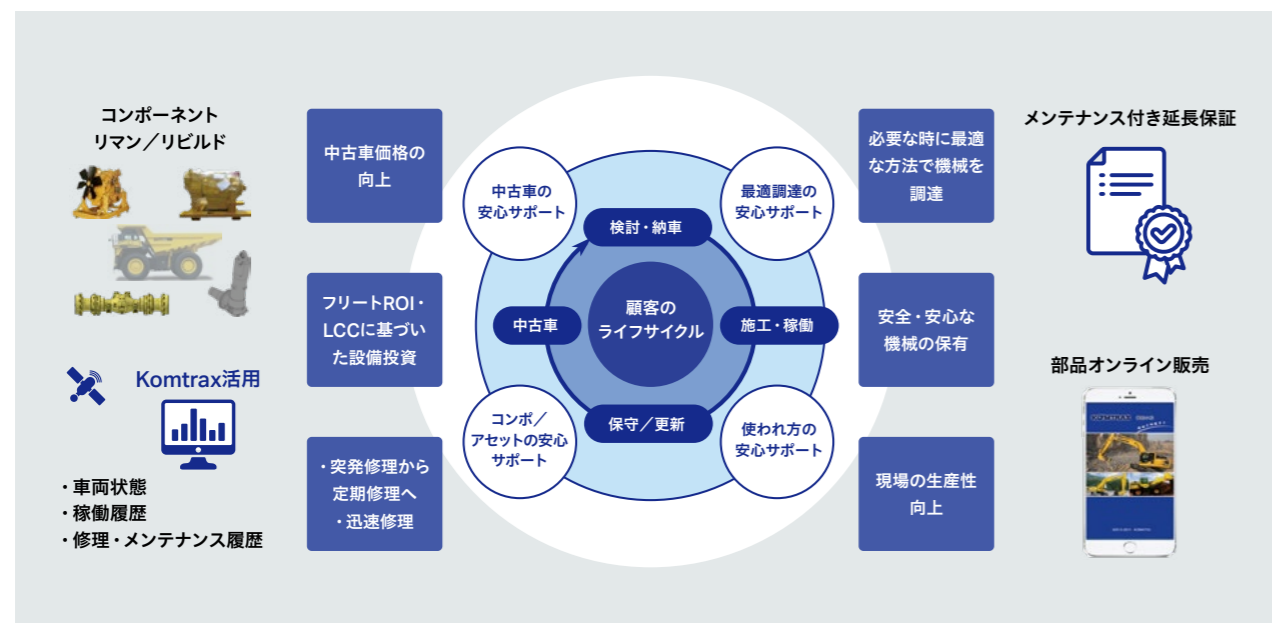 コンポーネント
リマン／リビルド
Komtrax活用
・車両状態
・稼働履歴
・修理・メンテナンス履歴
中古車価格の
向上
フリートROI・
LCCに基づい
た設備投資
・突発修理から
定期修理へ
・迅速修理
中古車の
安心サポート
最適調達の
安心サポート
検討・納車
中古車
顧客の
ライフサイクル
施工・稼働
保守／更新
コンポ／
アセットの安心
サポート
使われ方の
安心サポート
必要な時に最適
な方法で機械を
調達
安全・安心な
機械の保有
現場の生産性
向上
メンテナンス付き延長保証
部品オンライン販売